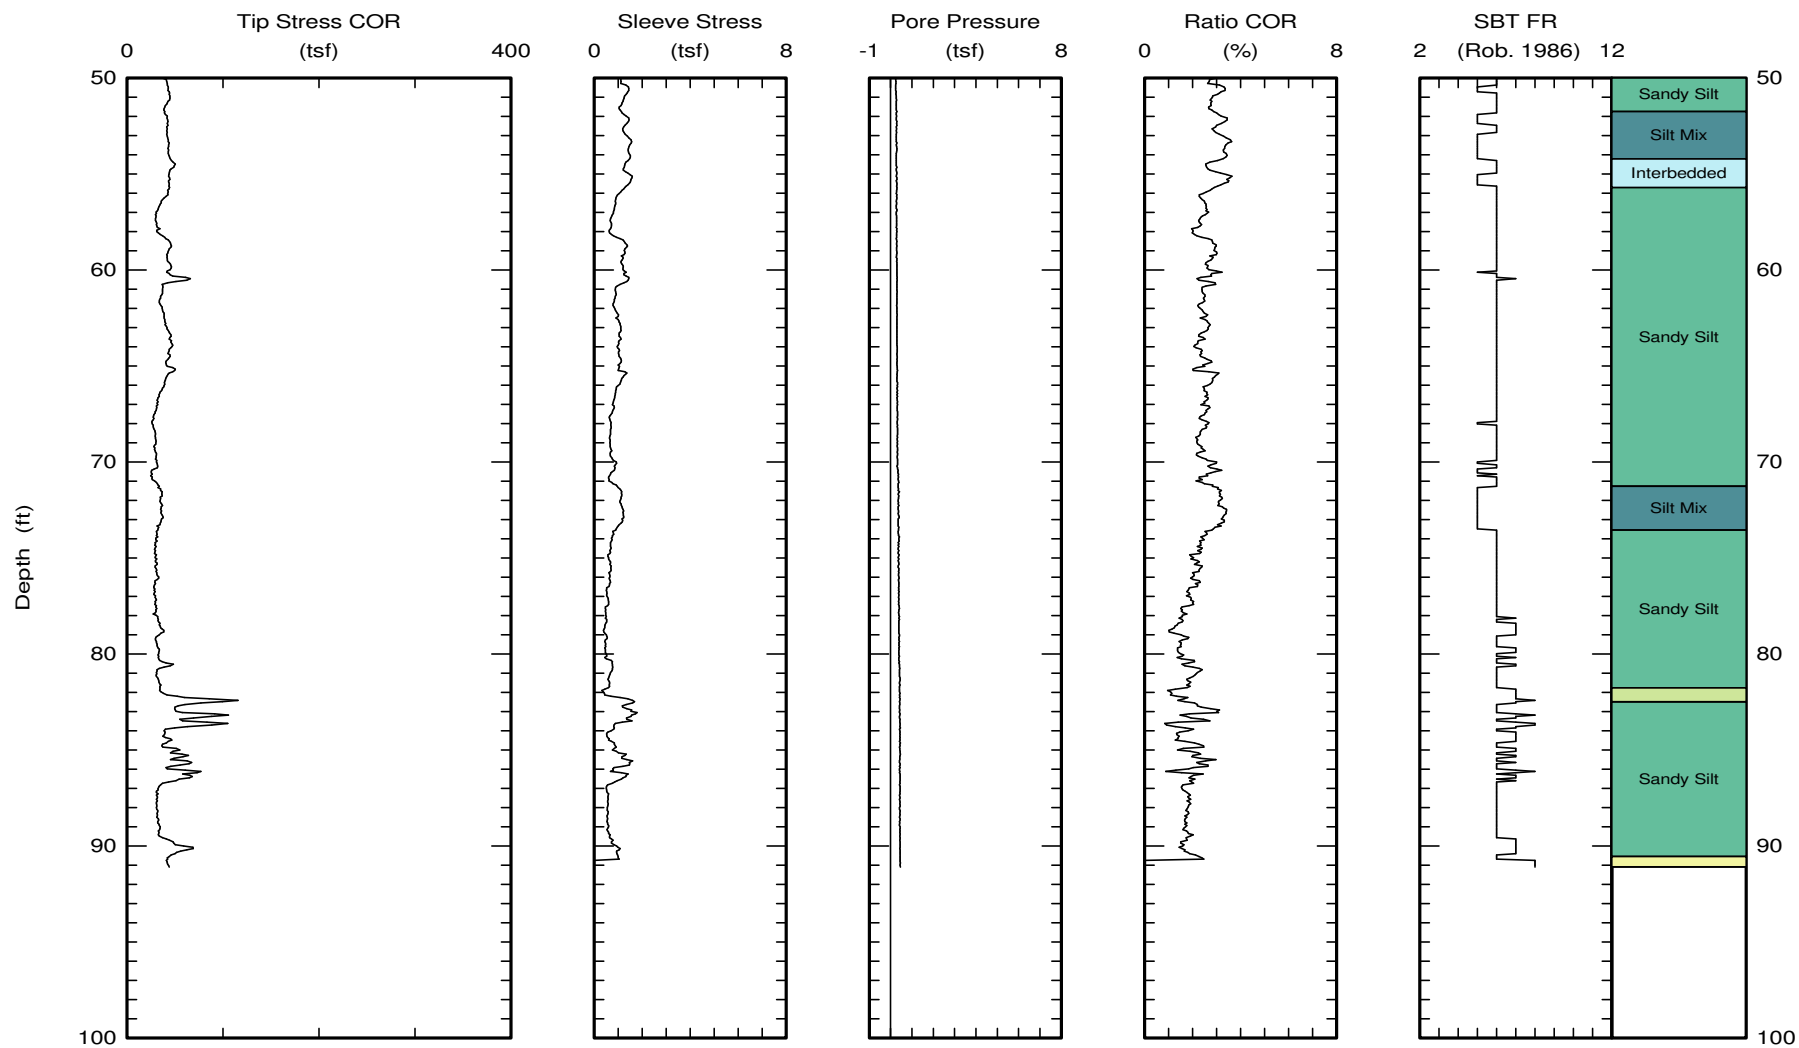 Tip Stress COR Sleeve Stress Pore Pressure Ratio COR SBT FR
0 (tsf) 400 0 (tsf) 8 -1 (tsf) 8 0 (%) 8 2 (Rob. 1986) 12
50 50
Sandy Silt
Silt Mix
Interbedded
60 60
Sandy Silt
70 70
Silt Mix
Depth (ft)
Sandy Silt
80 80
Sandy Silt
90 90
100 100